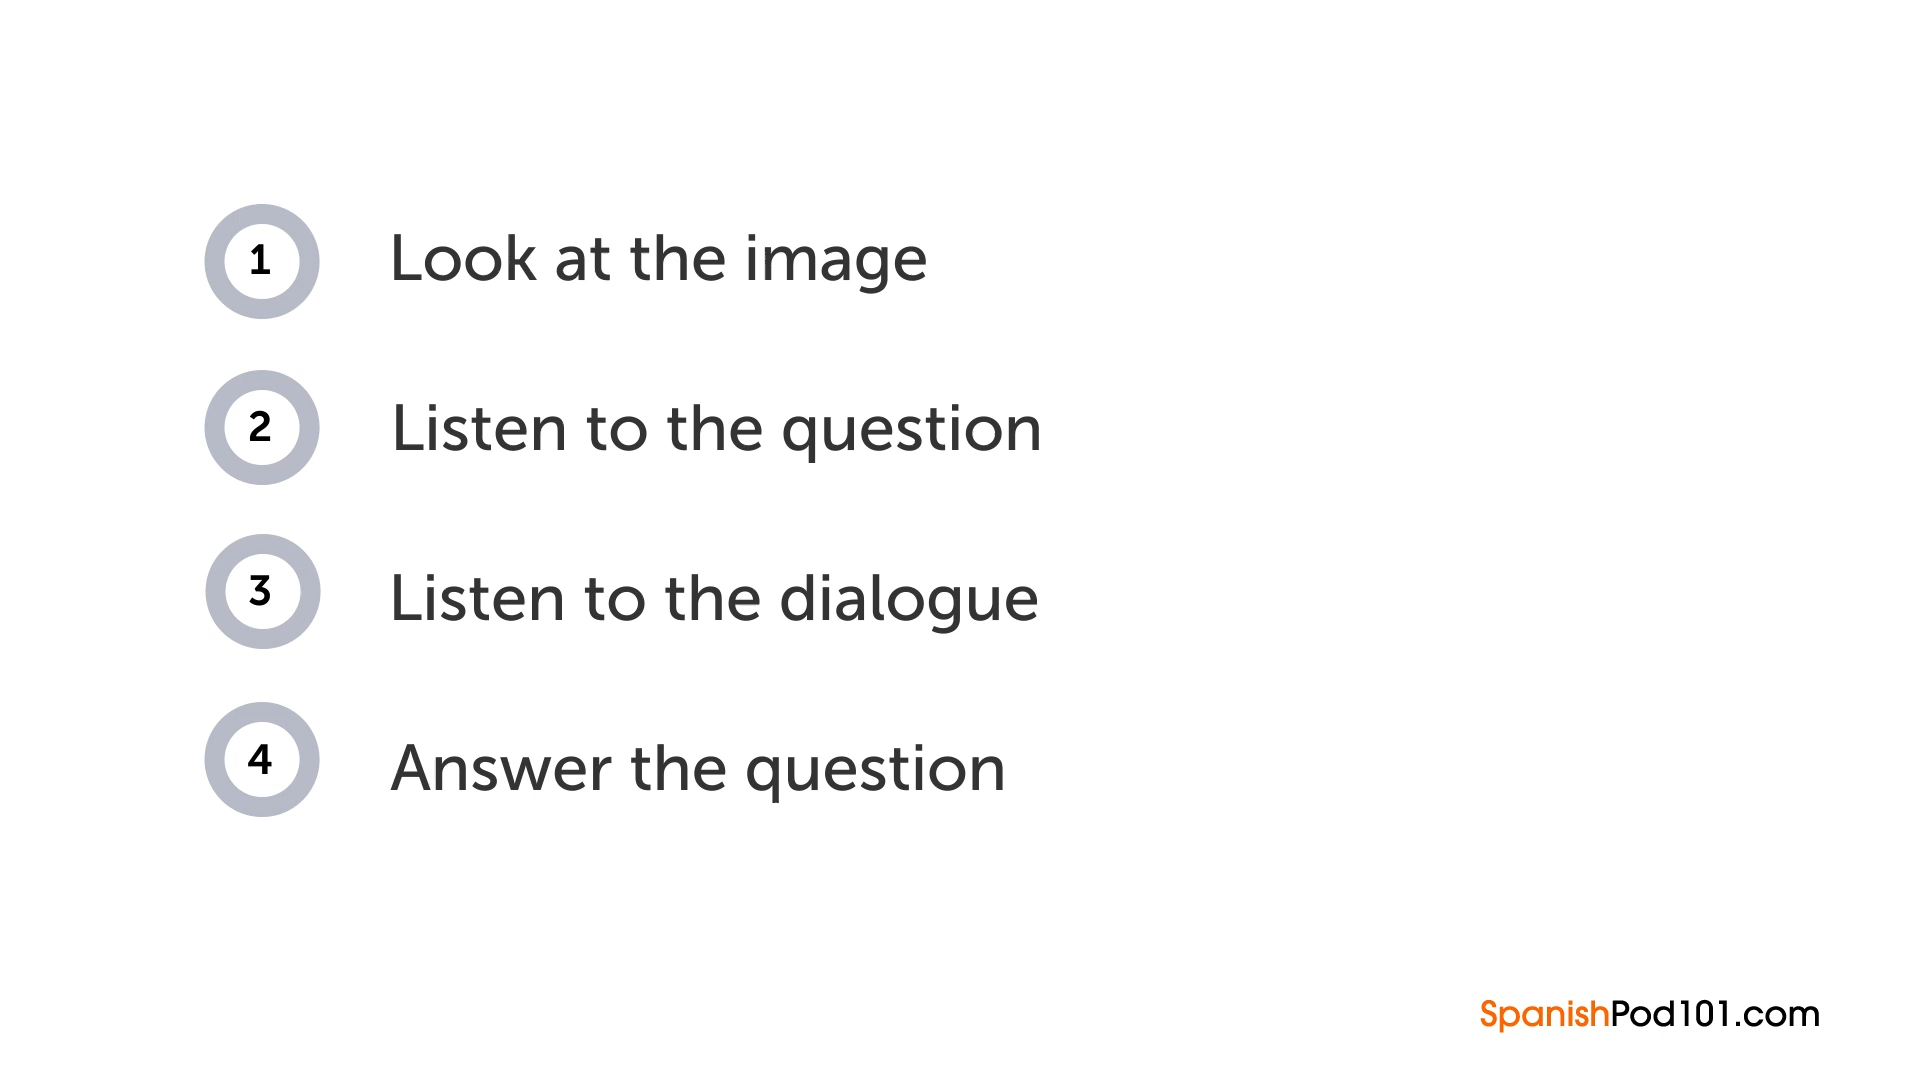 1 Look at the image
2 Listen to the question
3 Listen to the dialogue
4 Answer the question
SpanishPod101.com